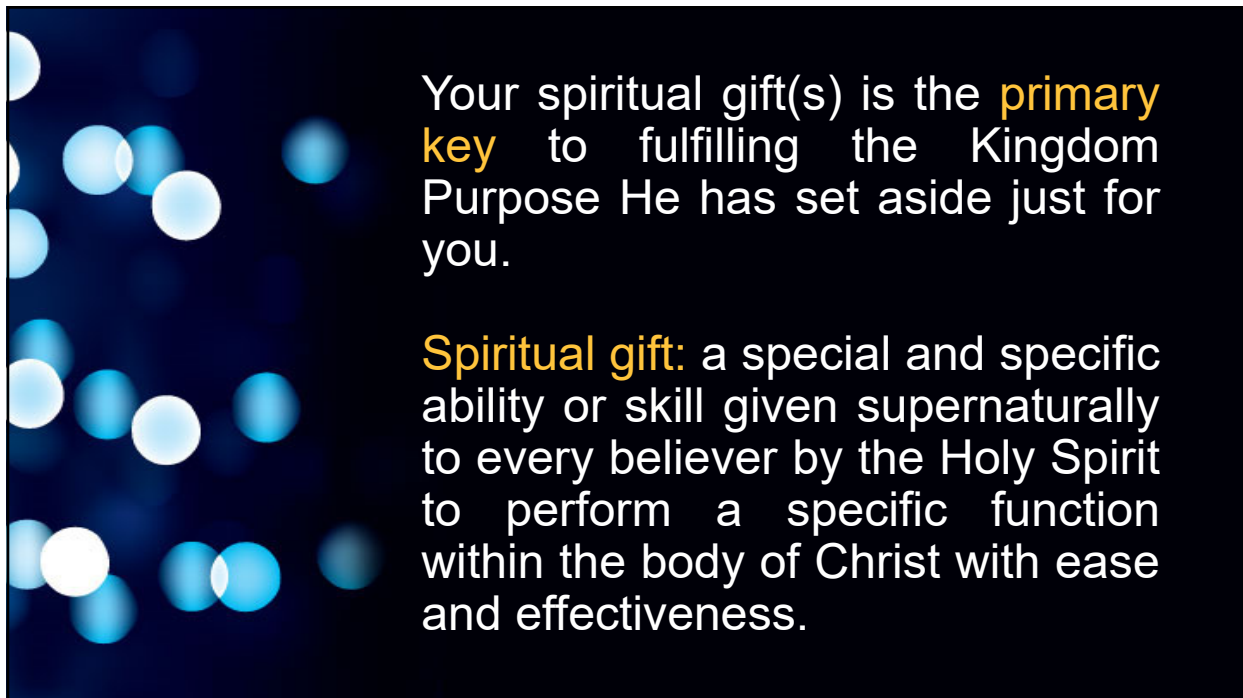 Your spiritual gift(s) is the primary
key to fulfilling the Kingdom
Purpose He has set aside just for
you.
Spiritual gift: a special and specific
ability or skill given supernaturally
to every believer by the Holy Spirit
to perform a specific function
within the body of Christ with ease
and effectiveness.